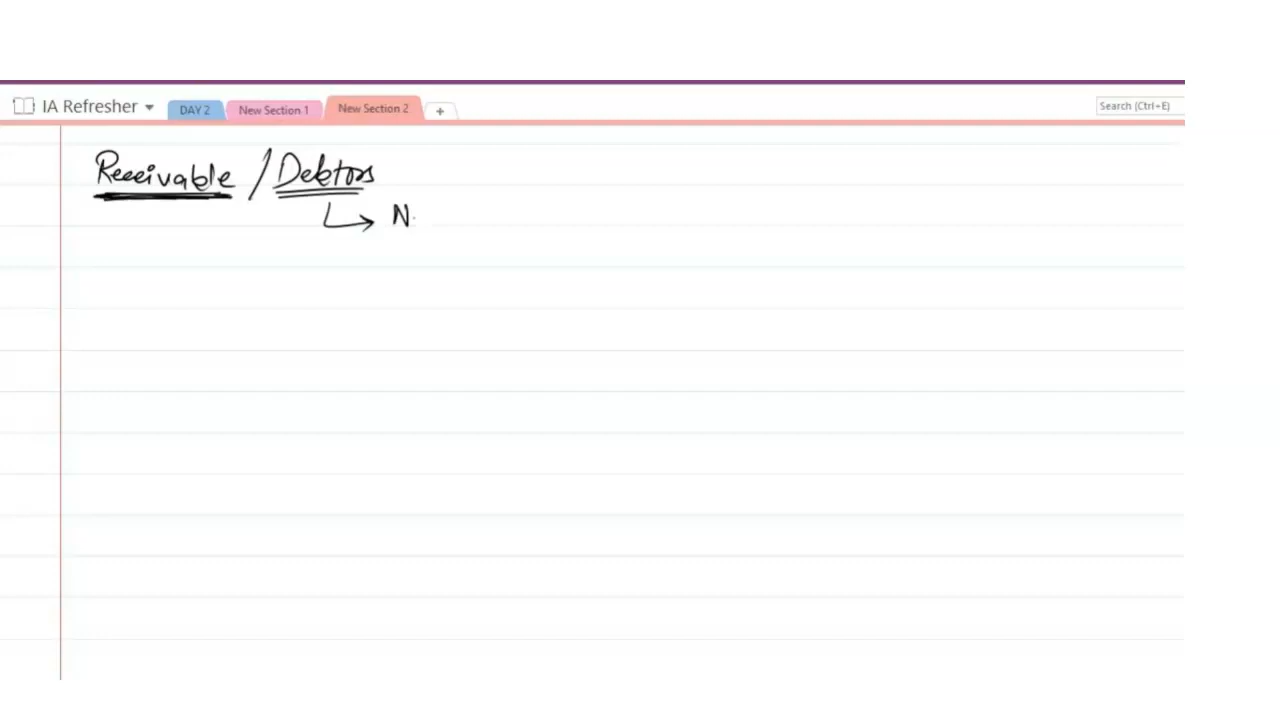 IA Refresher DAY 2 New Section 1 New Section 2 + Search (Ctrl+E)
Receivable / Debtors
N